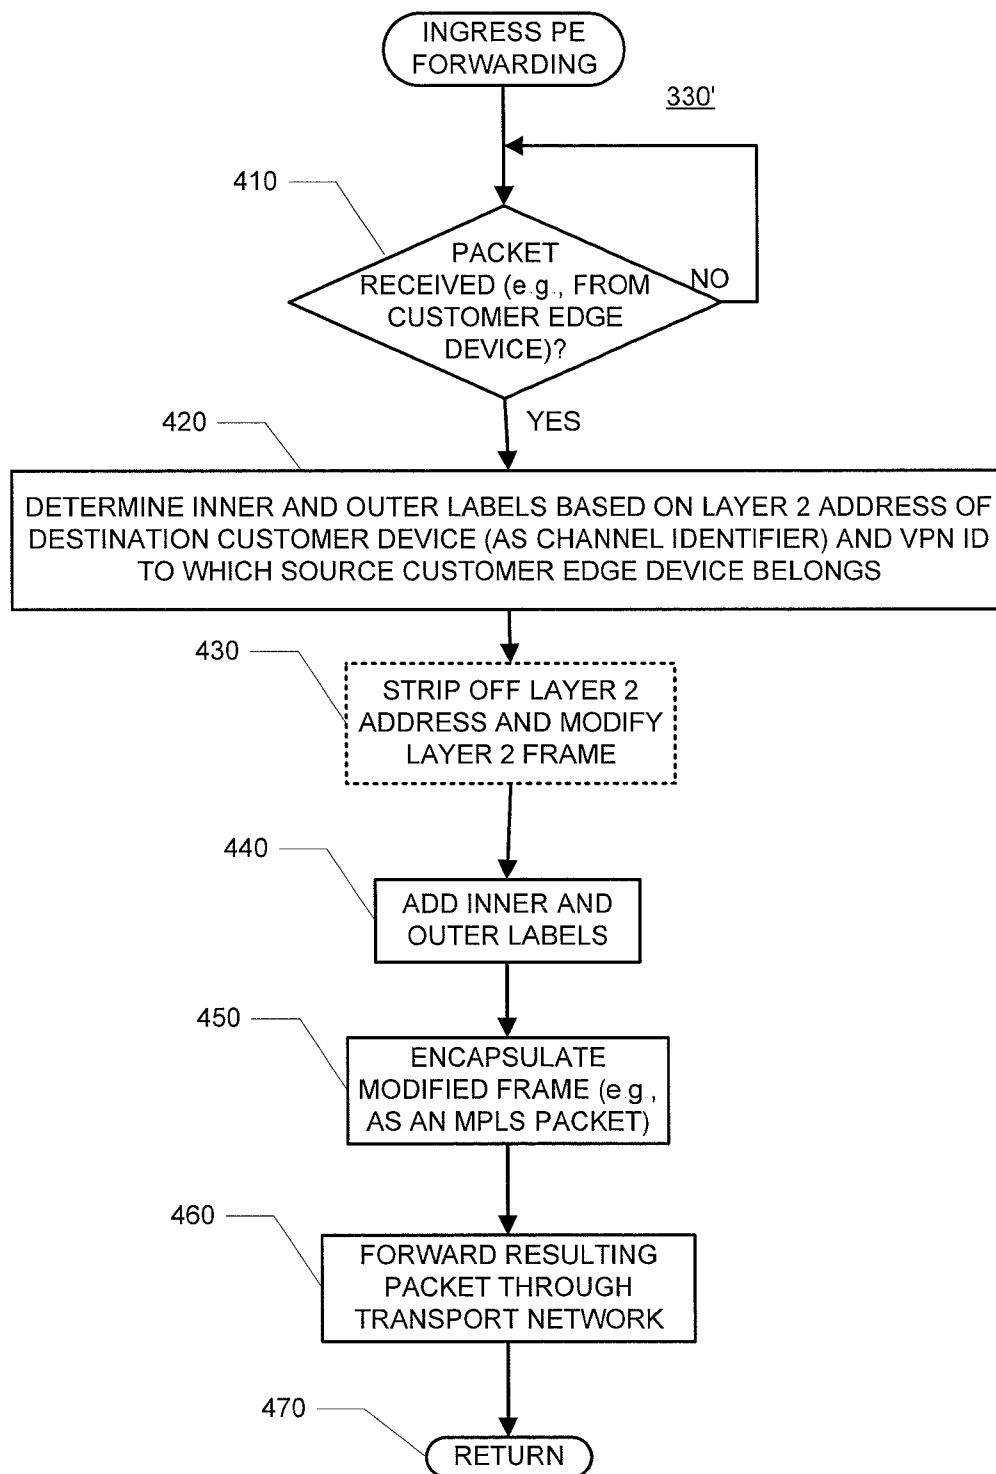 INGRESS PE
FORWARDING
330'
410
PACKET
RECEIVED (e.g., FROM
CUSTOMER EDGE
DEVICE)?
NO
YES
420
DETERMINE INNER AND OUTER LABELS BASED ON LAYER 2 ADDRESS OF
DESTINATION CUSTOMER DEVICE (AS CHANNEL IDENTIFIER) AND VPN ID
TO WHICH SOURCE CUSTOMER EDGE DEVICE BELONGS
430
STRIP OFF LAYER 2
ADDRESS AND MODIFY
LAYER 2 FRAME
440
ADD INNER AND
OUTER LABELS
450
ENCAPSULATE
MODIFIED FRAME (e.g.,
AS AN MPLS PACKET)
460
FORWARD RESULTING
PACKET THROUGH
TRANSPORT NETWORK
470
RETURN